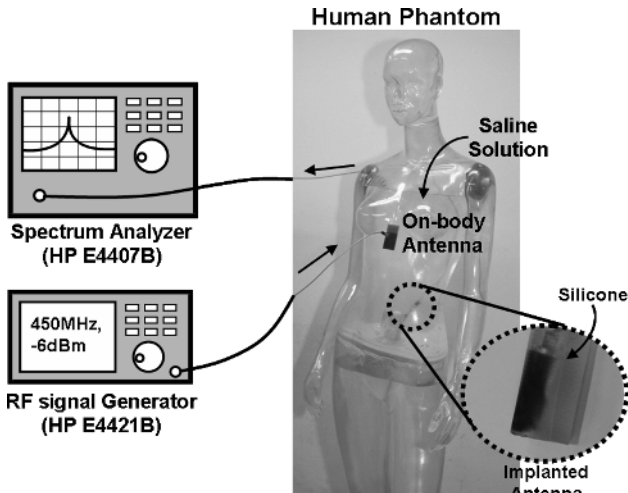 Human Phantom
Saline
Solution
On-body
Antenna
Spectrum Analyzer
(HP E4407B)
450MHz,
-6dBm
RF signal Generator
(HP E4421B)
Silicone
Implanted
Antenna